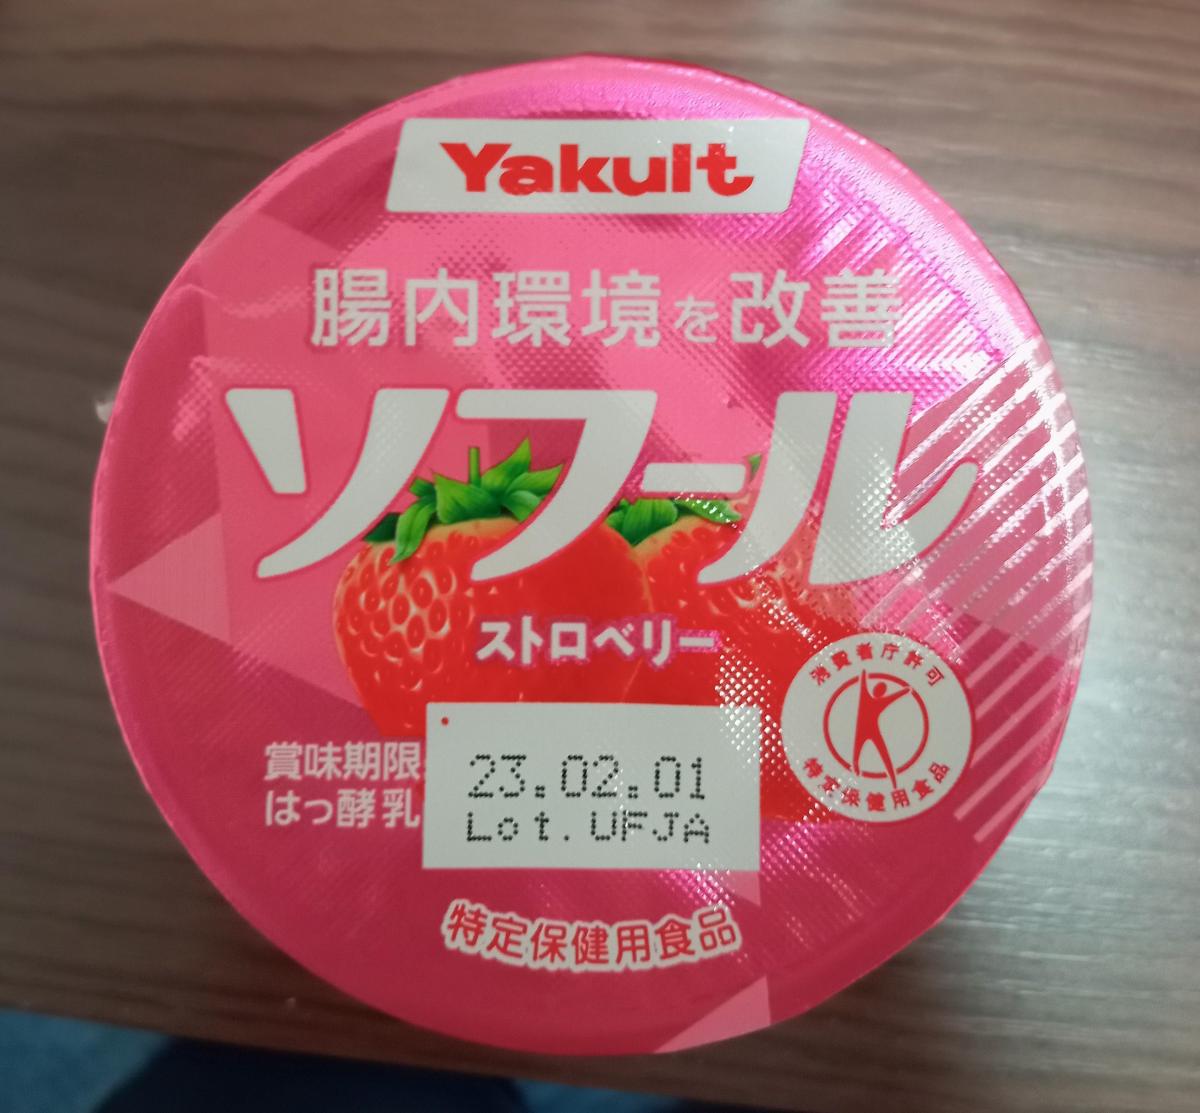 Yakult
腸内環境を改善
ソフール
ストロベリー
消費者庁許可
特定保健用食品
賞味期限
はっ酵乳
23.02.01
Lot.UFJA
特定保健用食品